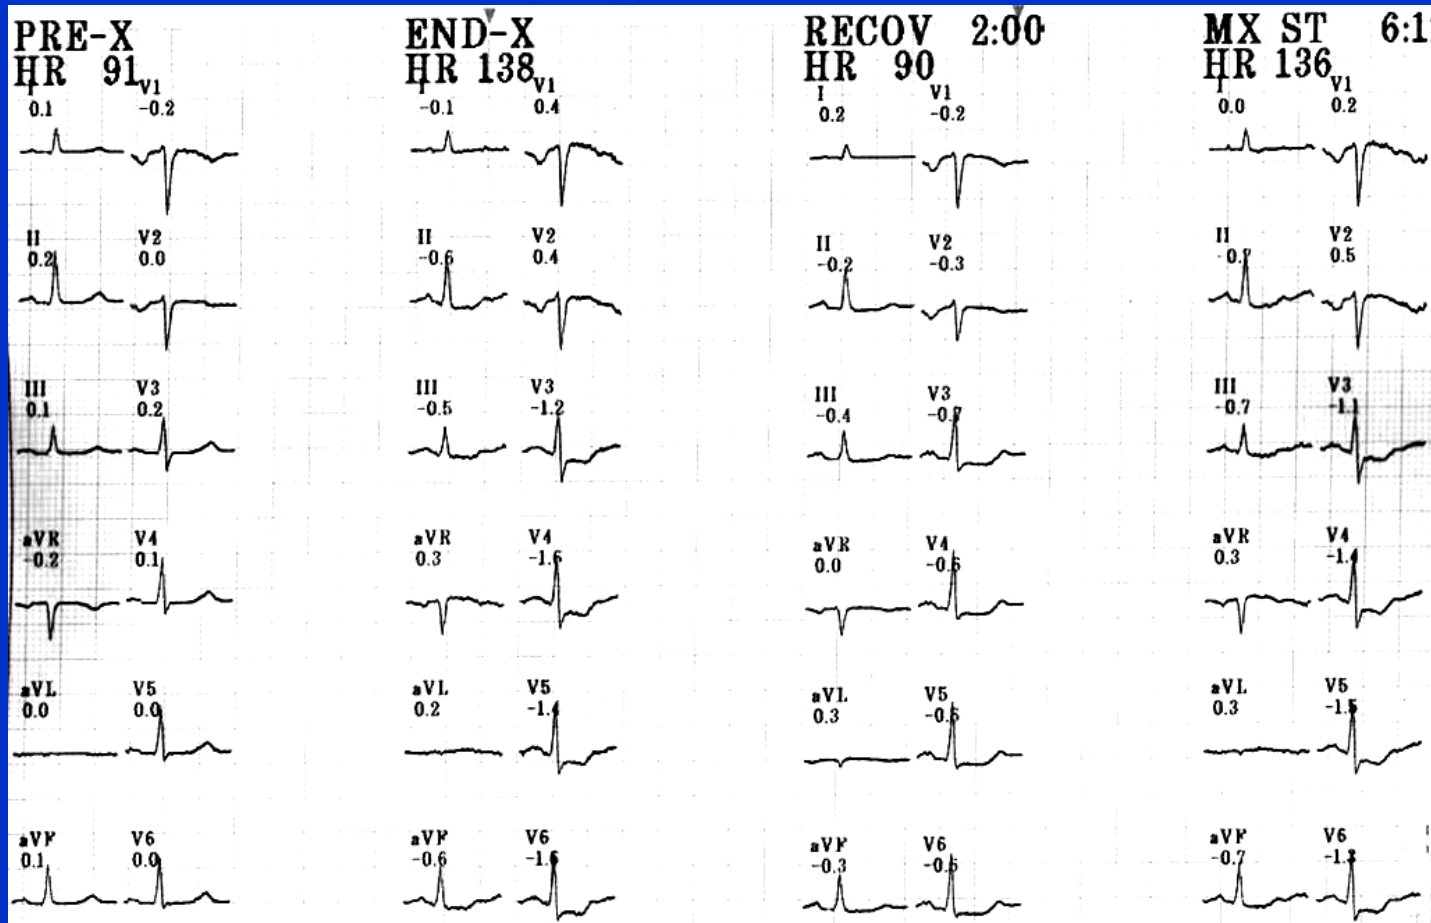 PRE-X
HR 91
I V1
0.1 -0.2
II V2
0.2 0.0
III V3
0.1 0.2
aVR V4
-0.2 0.1
aVL V5
0.0 0.0
aVF V6
0.1 0.0
END-X
HR 138
I V1
-0.1 0.4
II V2
-0.6 0.4
III V3
-0.5 -1.2
aVR V4
0.3 -1.6
aVL V5
0.2 -1.4
aVF V6
-0.6
RECOV 2:00
HR 90
I V1
0.2 -0.2
II V2
-0.2 -0.3
III V3
-0.4 -0.7
aVR V4
0.0 -0.6
aVL V5
0.3
aVF V6
-0.3
MX ST
HR 136
I V1
0.0 0.2
II V2
-0.7 0.5
III V3
-0.7 -1.1
aVR V4
0.3 -1.4
aVL V5
0.3 -1.5
aVF V6
-0.7